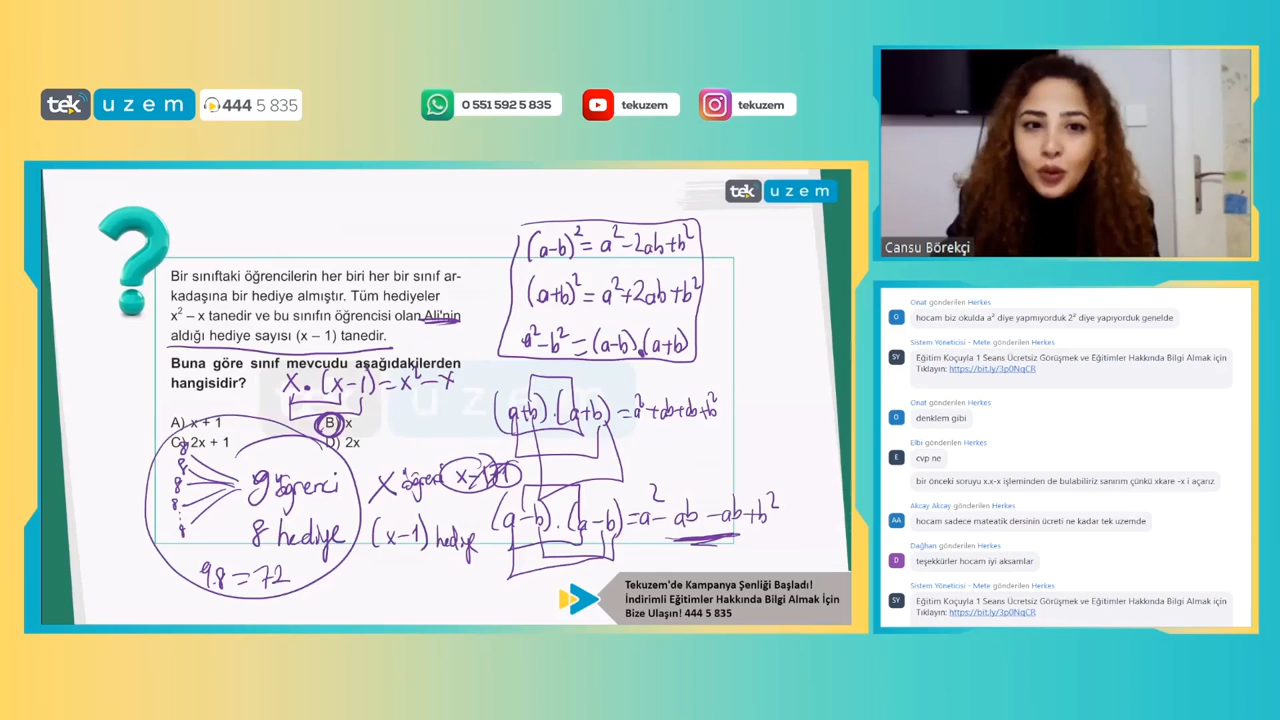 tek uzem 444 5 835
0 551 592 5 835
tekuzem
tekuzem
tek uzem
Bir sınıftaki öğrencilerin her biri her bir sınıf ar-
kadaşına bir hediye almıştır. Tüm hediyeler
x² – x tanedir ve bu sınıfın öğrencisi olan Ali'nin
aldığı hediye sayısı (x – 1) tanedir.
Buna göre sınıf mevcudu aşağıdakilerden
hangisidir?
x.(x-1)=x²-x
A) x + 1 B) x
C) 2x + 1 D) 2x
8
8
8
8
8
9 öğrenci
8 hediye
9.8=72
x öğrenci
(x-1) hediye
(a-b)²=a²-2ab+b²
(a+b)²=a²+2ab+b²
a²-b²=(a-b).(a+b)
(a+b).(a+b)=a²+ab+ab+b²
(a-b).(a-b)=a²-ab-ab+b²
Tekuzem'de Kampanya Şenliği Başladı!
İndirimli Eğitimler Hakkında Bilgi Almak İçin
Bize Ulaşın! 444 5 835
Cansu Börekçi
Onat gönderilen Herkes
O hocam biz okulda a² diye yapmıyorduk 2² diye yapıyorduk genelde
Sistem Yöneticisi - Mete gönderilen Herkes
SY Eğitim Koçuyla 1 Seans Ücretsiz Görüşmek ve Eğitimler Hakkında Bilgi Almak için
Tıklayın: https://bit.ly/3p0NqCR
Onat gönderilen Herkes
O denklem gibi
Elbi gönderilen Herkes
E cvp ne
bir önceki soruyu x.x-x işleminden de bulabiliriz sanırım çünkü xkare -x i açarız
Akcay Akcay gönderilen Herkes
AA hocam sadece mateatik dersinin ücreti ne kadar tek uzemde
Dağhan gönderilen Herkes
D teşekkürler hocam iyi aksamlar
Sistem Yöneticisi - Mete gönderilen Herkes
SY Eğitim Koçuyla 1 Seans Ücretsiz Görüşmek ve Eğitimler Hakkında Bilgi Almak için
Tıklayın: https://bit.ly/3p0NqCR